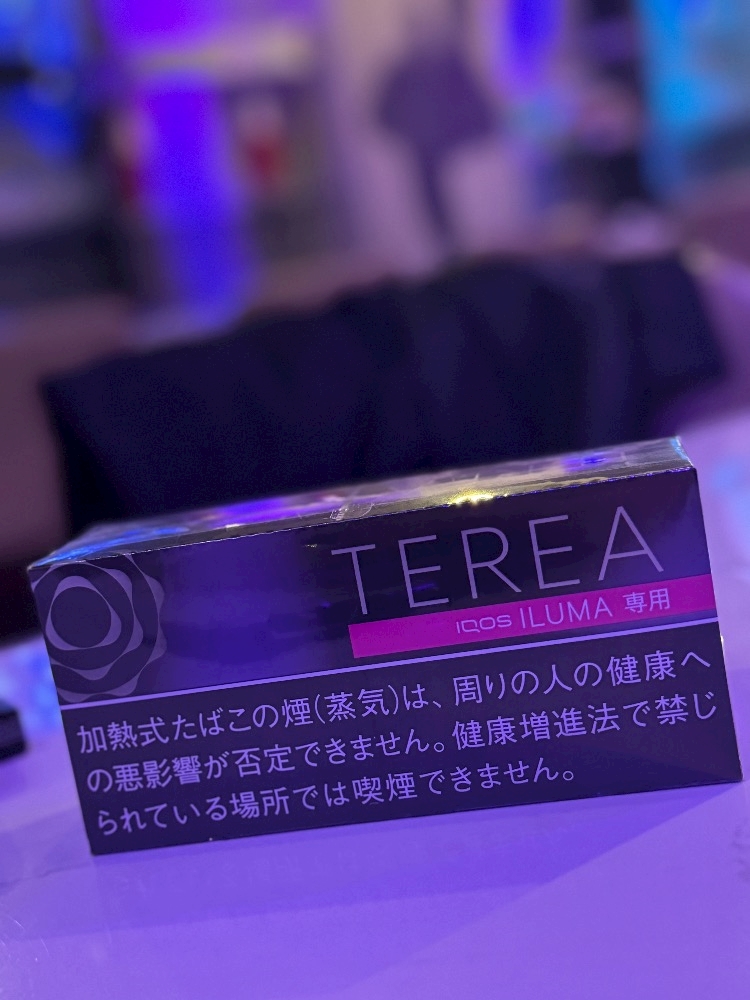 TEREA
IQOS ILUMA 専用
加熱式たばこの煙(蒸気)は、周りの人の健康へ
の悪影響が否定できません。健康増進法で禁じ
られている場所では喫煙できません。